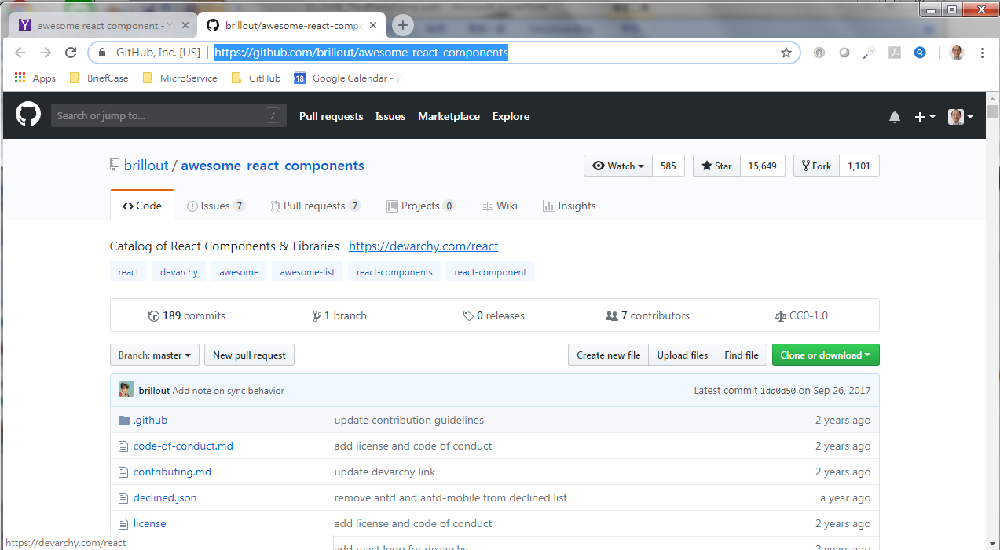 awesome react component - Y
brillout/awesome-react-compo
GitHub, Inc. [US] | https://github.com/brillout/awesome-react-components
Apps BriefCase MicroService GitHub 18 Google Calendar -
Search or jump to... / Pull requests Issues Marketplace Explore
brillout / awesome-react-components Watch 585 Star 15,649 Fork 1,101
Code Issues 7 Pull requests 7 Projects 0 Wiki Insights
Catalog of React Components & Libraries https://devarchy.com/react
react devarchy awesome awesome-list react-components react-component
189 commits 1 branch 0 releases 7 contributors CC0-1.0
Branch: master New pull request Create new file Upload files Find file Clone or download
brillout Add note on sync behavior Latest commit 1dd0d50 on Sep 26, 2017
.github update contribution guidelines 2 years ago
code-of-conduct.md add license and code of conduct 2 years ago
contributing.md update devarchy link 2 years ago
declined.json remove antd and antd-mobile from declined list a year ago
license add license and code of conduct 2 years ago
add react logo for devarchy 2 years ago
https://devarchy.com/react